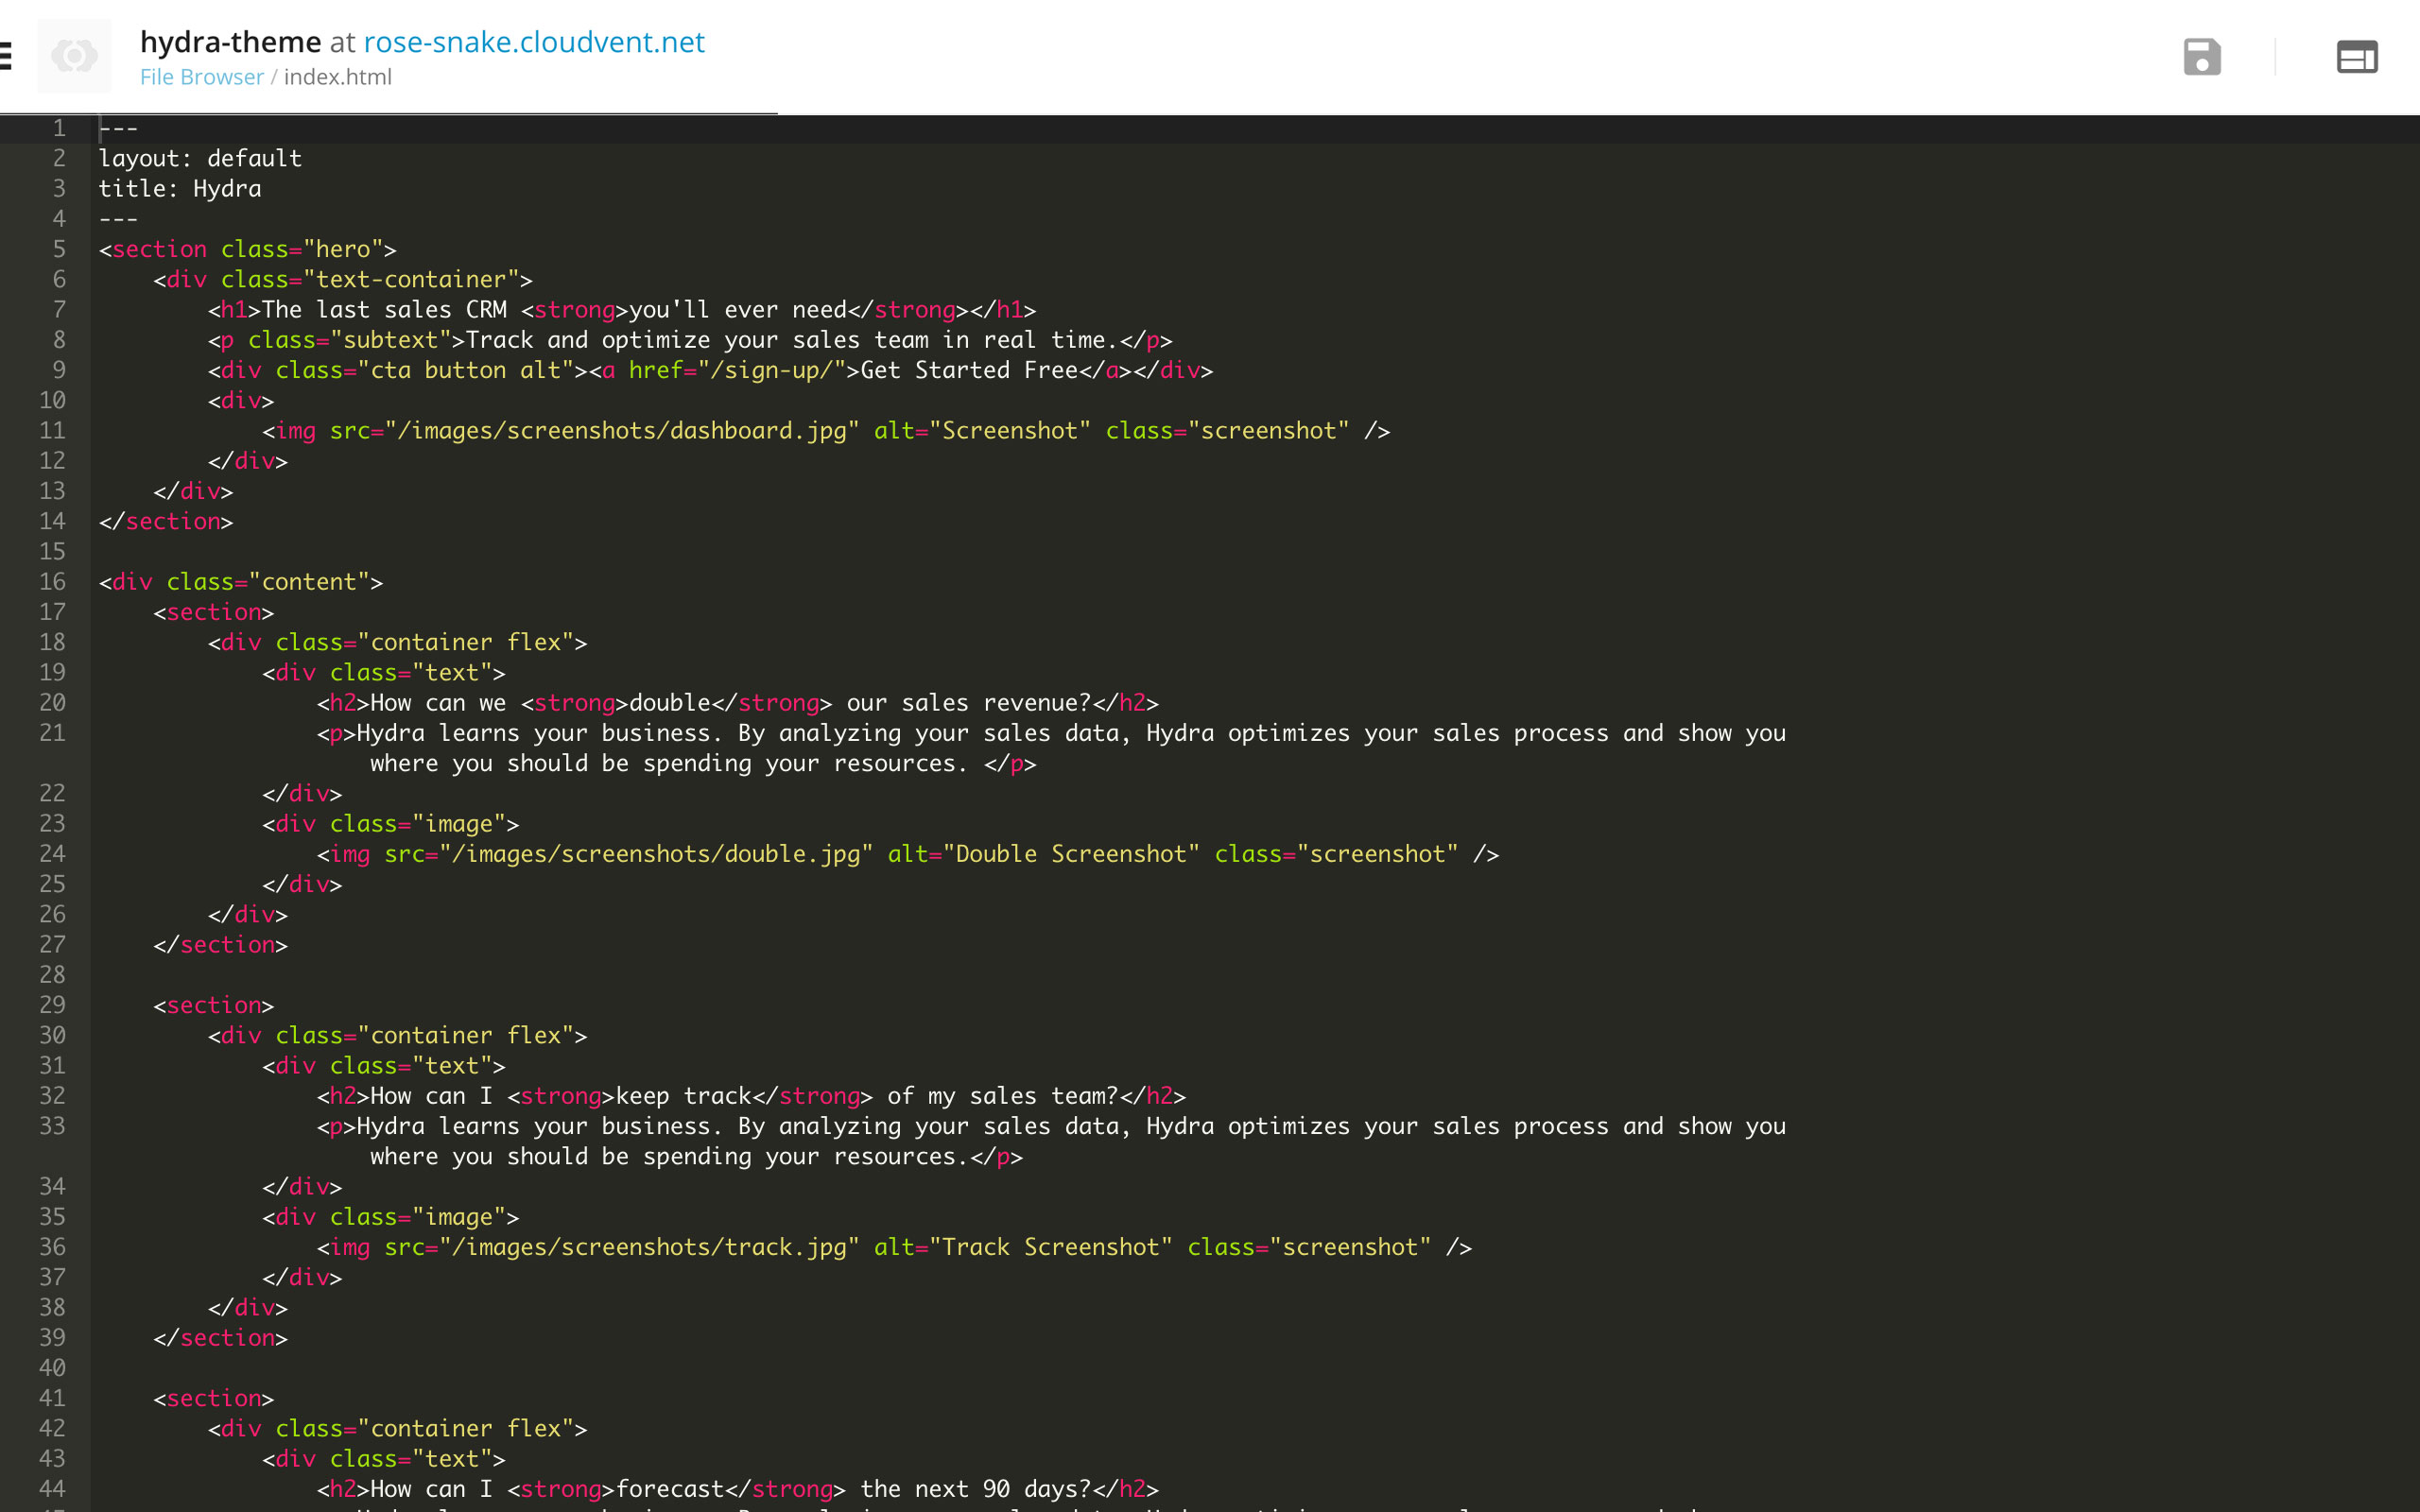 hydra-theme at rose-snake.cloudvent.net
File Browser / index.html
1 ---
2 layout: default
3 title: Hydra
4 ---
5 <section class="hero">
6 <div class="text-container">
7 <h1>The last sales CRM <strong>you'll ever need</strong></h1>
8 <p class="subtext">Track and optimize your sales team in real time.</p>
9 <div class="cta button alt"><a href="/sign-up/">Get Started Free</a></div>
10 <div>
11 <img src="/images/screenshots/dashboard.jpg" alt="Screenshot" class="screenshot" />
12 </div>
13 </div>
14 </section>
15
16 <div class="content">
17 <section>
18 <div class="container flex">
19 <div class="text">
20 <h2>How can we <strong>double</strong> our sales revenue?</h2>
21 <p>Hydra learns your business. By analyzing your sales data, Hydra optimizes your sales process and show you
where you should be spending your resources. </p>
22 </div>
23 <div class="image">
24 <img src="/images/screenshots/double.jpg" alt="Double Screenshot" class="screenshot" />
25 </div>
26 </div>
27 </section>
28
29 <section>
30 <div class="container flex">
31 <div class="text">
32 <h2>How can I <strong>keep track</strong> of my sales team?</h2>
33 <p>Hydra learns your business. By analyzing your sales data, Hydra optimizes your sales process and show you
where you should be spending your resources.</p>
34 </div>
35 <div class="image">
36 <img src="/images/screenshots/track.jpg" alt="Track Screenshot" class="screenshot" />
37 </div>
38 </div>
39 </section>
40
41 <section>
42 <div class="container flex">
43 <div class="text">
44 <h2>How can I <strong>forecast</strong> the next 90 days?</h2>